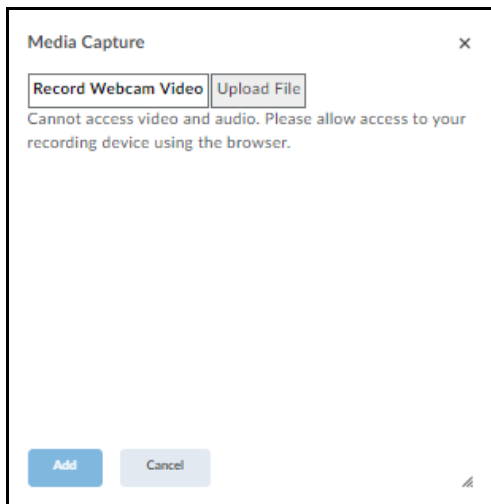 Media Capture
Record Webcam Video Upload File
Cannot access video and audio. Please allow access to your
recording device using the browser.
Add Cancel